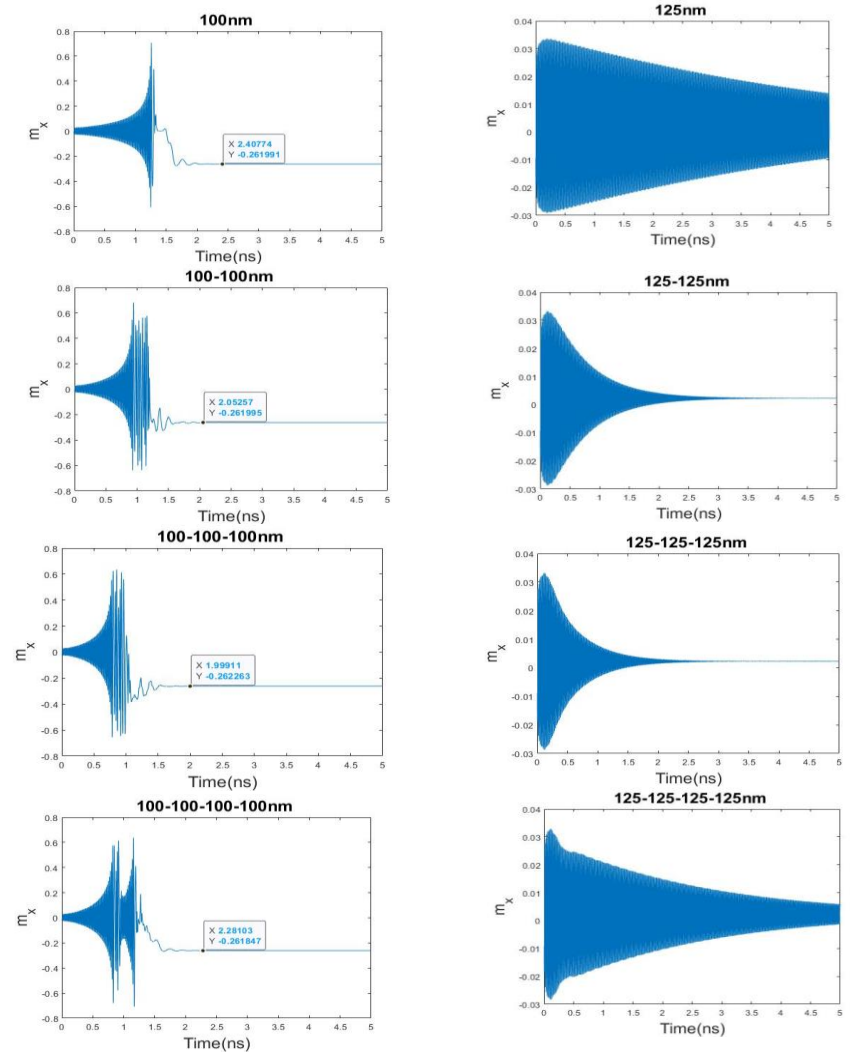 100nm
0.8
0.6
0.4
0.2
0
-0.2
-0.4
-0.6
-0.8
m_x
X 2.40774
Y -0.261991
0 0.5 1 1.5 2 2.5 3 3.5 4 4.5 5
Time(ns)
125nm
0.04
0.03
0.02
0.01
0
-0.01
-0.02
-0.03
m_x
0 0.5 1 1.5 2 2.5 3 3.5 4 4.5 5
Time(ns)
100-100nm
0.8
0.6
0.4
0.2
0
-0.2
-0.4
-0.6
-0.8
m_x
X 2.05257
Y -0.261995
0 0.5 1 1.5 2 2.5 3 3.5 4 4.5 5
Time(ns)
125-125nm
0.04
0.03
0.02
0.01
0
-0.01
-0.02
-0.03
m_x
0 0.5 1 1.5 2 2.5 3 3.5 4 4.5 5
Time(ns)
100-100-100nm
0.8
0.6
0.4
0.2
0
-0.2
-0.4
-0.6
-0.8
m_x
X 1.99911
Y -0.262263
0 0.5 1 1.5 2 2.5 3 3.5 4 4.5 5
Time(ns)
125-125-125nm
0.04
0.03
0.02
0.01
0
-0.01
-0.02
-0.03
m_x
0 0.5 1 1.5 2 2.5 3 3.5 4 4.5 5
Time(ns)
100-100-100-100nm
0.8
0.6
0.4
0.2
0
-0.2
-0.4
-0.6
-0.8
m_x
X 2.28103
Y -0.261847
0 0.5 1 1.5 2 2.5 3 3.5 4 4.5 5
Time(ns)
125-125-125-125nm
0.04
0.03
0.02
0.01
0
-0.01
-0.02
-0.03
m_x
0 0.5 1 1.5 2 2.5 3 3.5 4 4.5 5
Time(ns)